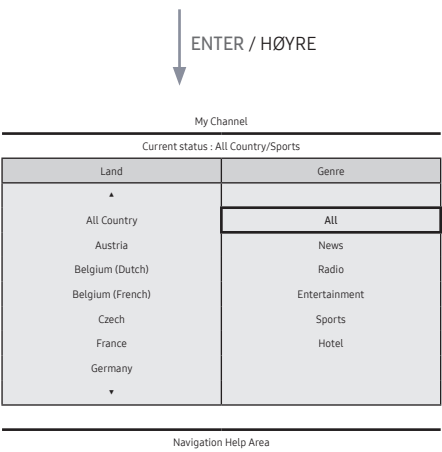 ENTER / HØYRE
My Channel
Current status : All Country/Sports
Land Genre
▲
All Country All
Austria News
Belgium (Dutch) Radio
Belgium (French) Entertainment
Czech Sports
France Hotel
Germany
▼
Navigation Help Area